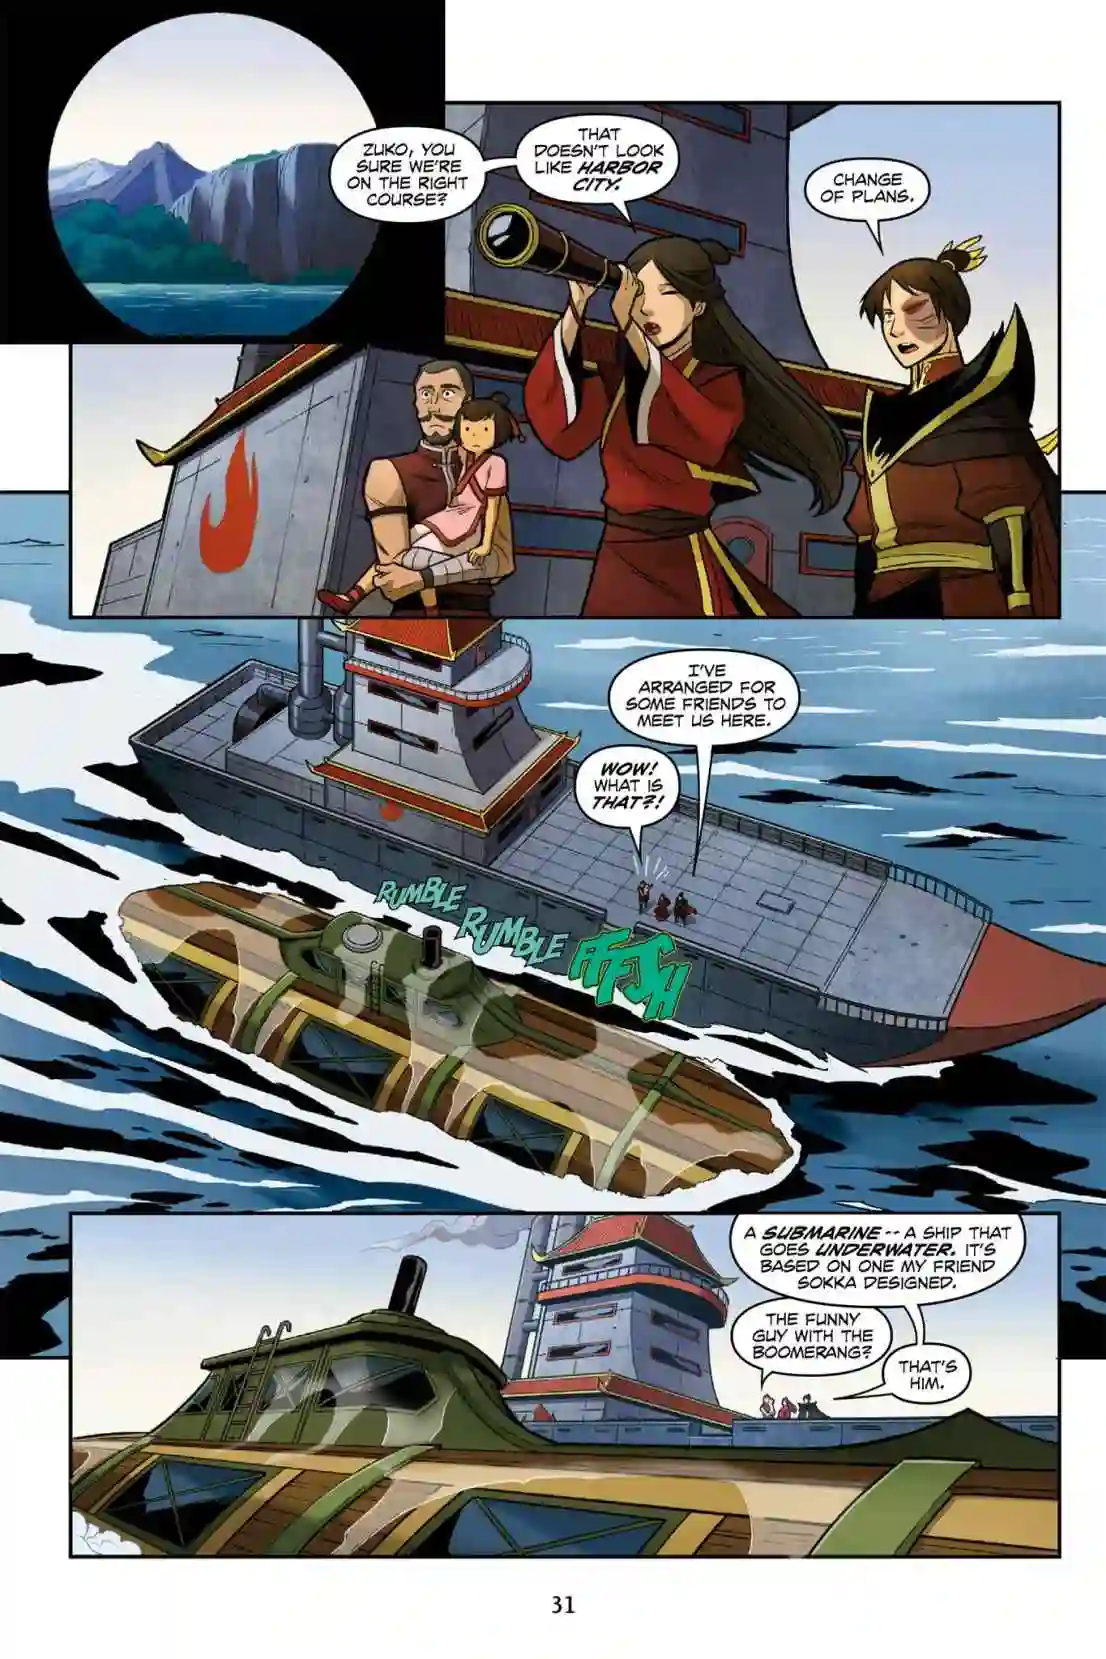 ZUKO, YOU
SURE WE'RE
ON THE RIGHT
COURSE?
THAT
DOESN'T LOOK
LIKE HARBOR
CITY.
CHANGE
OF PLANS.
I'VE
ARRANGED FOR
SOME FRIENDS TO
MEET US HERE.
WOW!
WHAT IS
THAT?!
RUMBLE
RUMBLE
FFFSH
A SUBMARINE -- A SHIP THAT
GOES UNDERWATER. IT'S
BASED ON ONE MY FRIEND
SOKKA DESIGNED.
THE FUNNY
GUY WITH THE
BOOMERANG?
THAT'S
HIM.
31